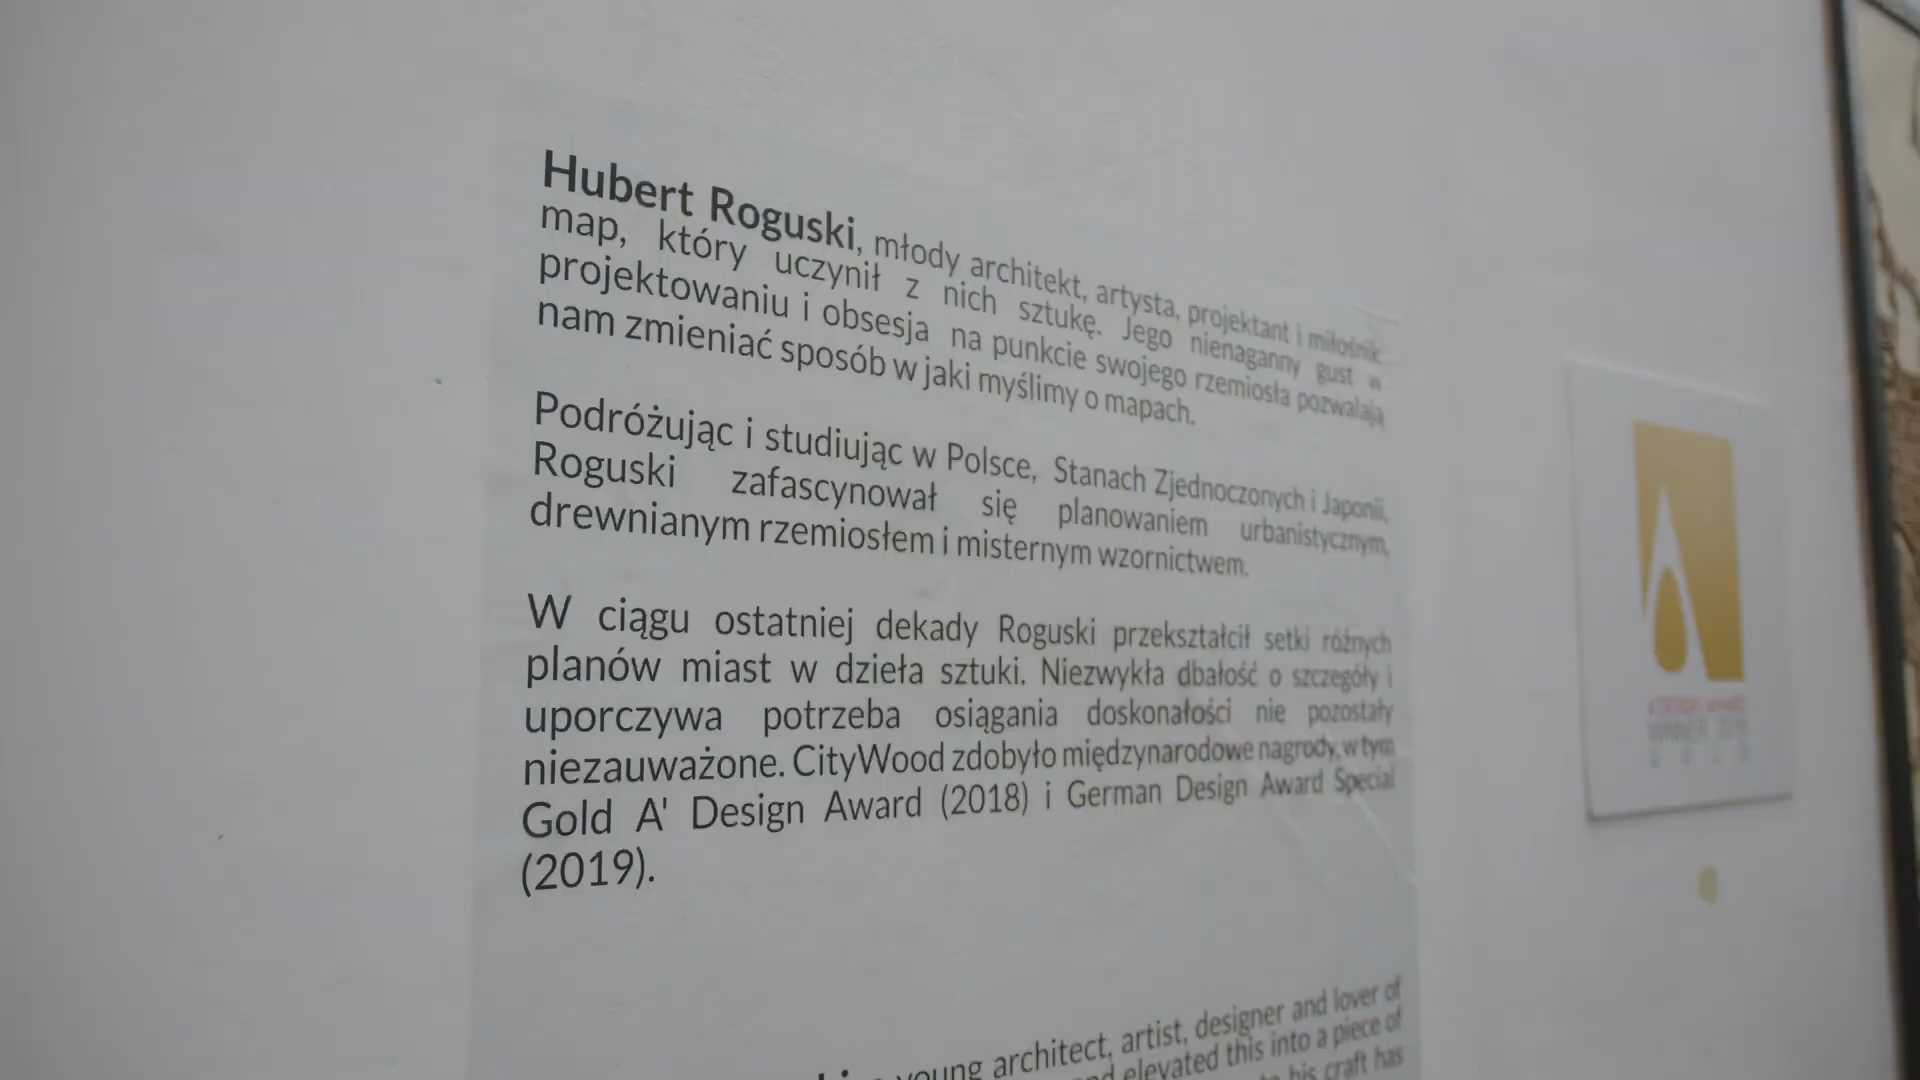 Hubert Roguski, młody architekt, artysta, projektant i miłośnik
map, który uczynił z nich sztukę. Jego nienaganny gust w
projektowaniu i obsesja na punkcie swojego rzemiosła pozwalają
nam zmieniać sposób w jaki myślimy o mapach.
Podróżując i studiując w Polsce, Stanach Zjednoczonych i Japonii,
Roguski zafascynował się planowaniem urbanistycznym,
drewnianym rzemiosłem i misternym wzornictwem.
W ciągu ostatniej dekady Roguski przekształcił setki różnych
planów miast w dzieła sztuki. Niezwykła dbałość o szczegóły i
uporczywa potrzeba osiągania doskonałości nie pozostały
niezauważone. CityWood zdobyło międzynarodowe nagrody, w tym
Gold A' Design Award (2018) i German Design Award Special
(2019).
young architect, artist, designer and lover of
elevated this into a piece of
his craft has